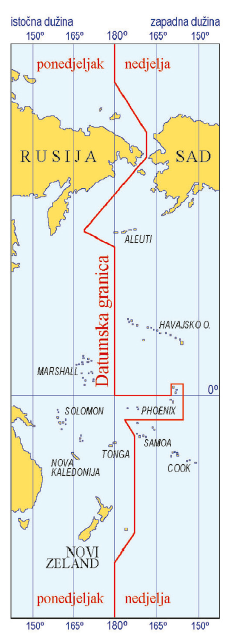 istočna dužina zapadna dužina
150° 165° 180° 165° 150°
ponedjeljak nedjelja
RUSIJA SAD
ALEUTI
Datumska granica
HAVAJSKO O.
MARSHALL
0°
SOLOMON PHOENIX
SAMOA
TONGA
NOVA
KALEDONIJA
COOK
NOVI
ZELAND
ponedjeljak nedjelja
150° 165° 180° 165° 150°